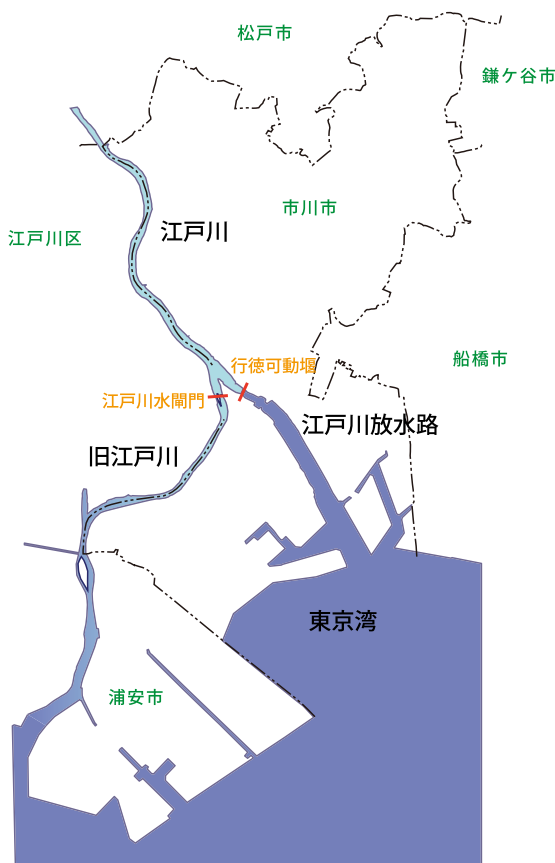 松戸市
鎌ケ谷市
市川市
江戸川
江戸川区
船橋市
行徳可動堰
江戸川水閘門
江戸川放水路
旧江戸川
東京湾
浦安市